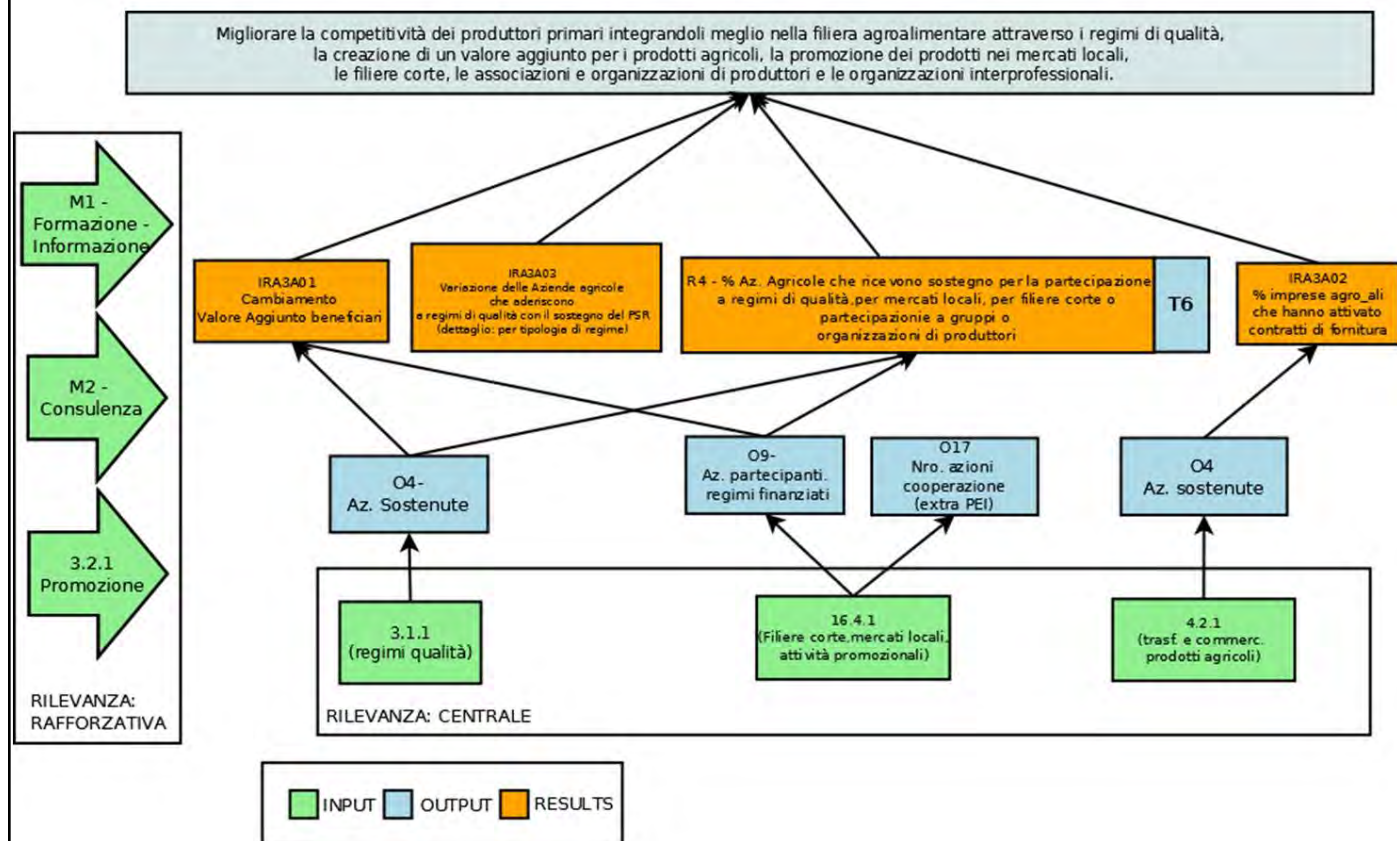 Migliorare la competitività dei produttori primari integrandoli meglio nella filiera agroalimentare attraverso i regimi di qualità,
la creazione di un valore aggiunto per i prodotti agricoli, la promozione dei prodotti nei mercati locali,
le filiere corte, le associazioni e organizzazioni di produttori e le organizzazioni interprofessionali.
M1 -
Formazione -
Informazione
M2 -
Consulenza
3.2.1
Promozione
RILEVANZA:
RAFFORZATIVA
IRA3A01
Cambiamento
Valore Aggiunto beneficiari
IRA3A03
Variazione delle Aziende agricole
che aderiscono
a regimi di qualità con il sostegno del PSR
(dettaglio: per tipologia di regime)
R4 - % Az. Agricole che ricevono sostegno per la partecipazione
a regimi di qualità,per mercati locali, per filiere corte o
partecipazionie a gruppi o
organizzazioni di produttori
T6
IRA3A02
% imprese agro_ali
che hanno attivato
contratti di fornitura
O4-
Az. Sostenute
O9-
Az. partecipanti.
regimi finanziati
O17
Nro. azioni
cooperazione
(extra PEI)
O4
Az. sostenute
3.1.1
(regimi qualità)
16.4.1
(Filiere corte,mercati locali,
attività promozionali)
4.2.1
(trasf. e commerc.
prodotti agricoli)
RILEVANZA: CENTRALE
INPUT
OUTPUT
RESULTS